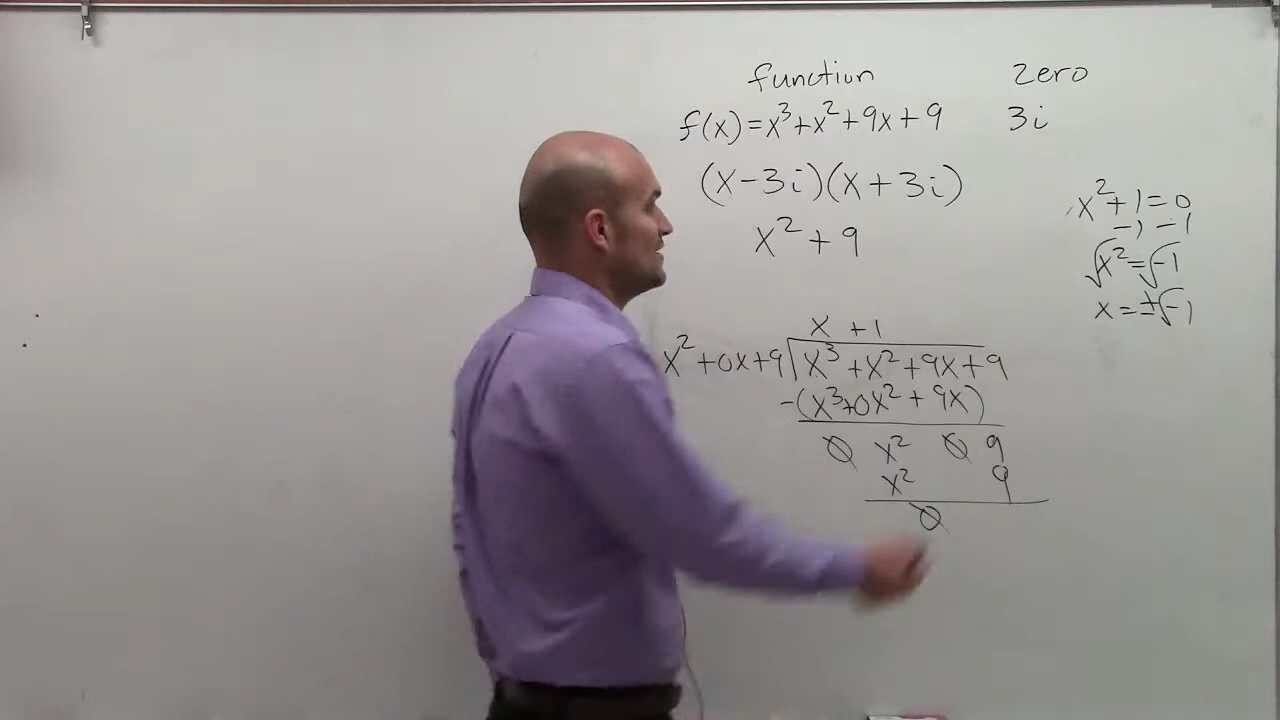 function zero
f(x)=x³+x²+9x+9 3i
(x-3i)(x+3i)
x²+9
x²+1=0
-1 -1
√x²=√-1
x=±√-1
x +1
x²+0x+9 x³+x²+9x+9
-(x³+0x²+9x)
0 x² 0 9
x² 9
0